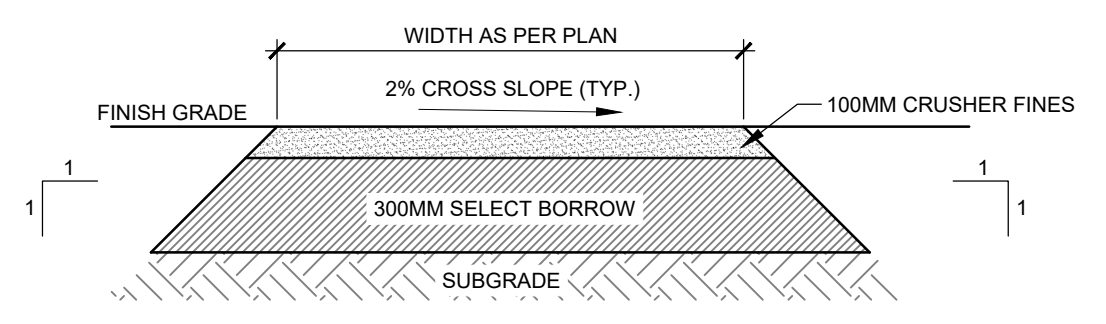 WIDTH AS PER PLAN
2% CROSS SLOPE (TYP.)
FINISH GRADE
100MM CRUSHER FINES
1
1
1
1
300MM SELECT BORROW
SUBGRADE